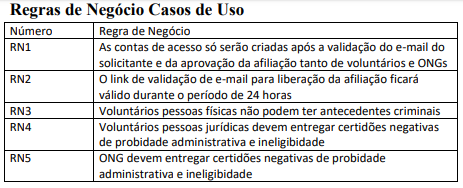 Regras de Negócio Casos de Uso
Número Regra de Negócio
RN1 As contas de acesso só serão criadas após a validação do e-mail do
solicitante e da aprovação da afiliação tanto de voluntários e ONGs
RN2 O link de validação de e-mail para liberação da afiliação ficará
válido durante o período de 24 horas
RN3 Voluntários pessoas físicas não podem ter antecedentes criminais
RN4 Voluntários pessoas jurídicas devem entregar certidões negativas
de probidade administrativa e ineligibidade
RN5 ONG devem entregar certidões negativas de probidade
administrativa e ineligibidade